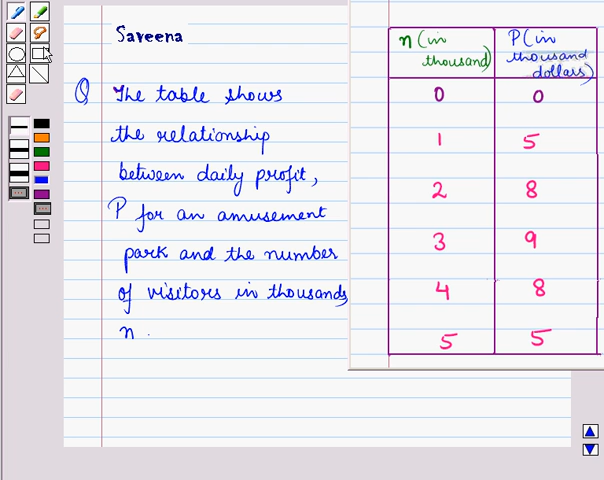 Saveena
Q The table shows
the relationship
between daily profit,
P for an amusement
park and the number
of visitors in thousands,
n.
n (in thousand) P (in thousand dollars)
0 0
1 5
2 8
3 9
4 8
5 5